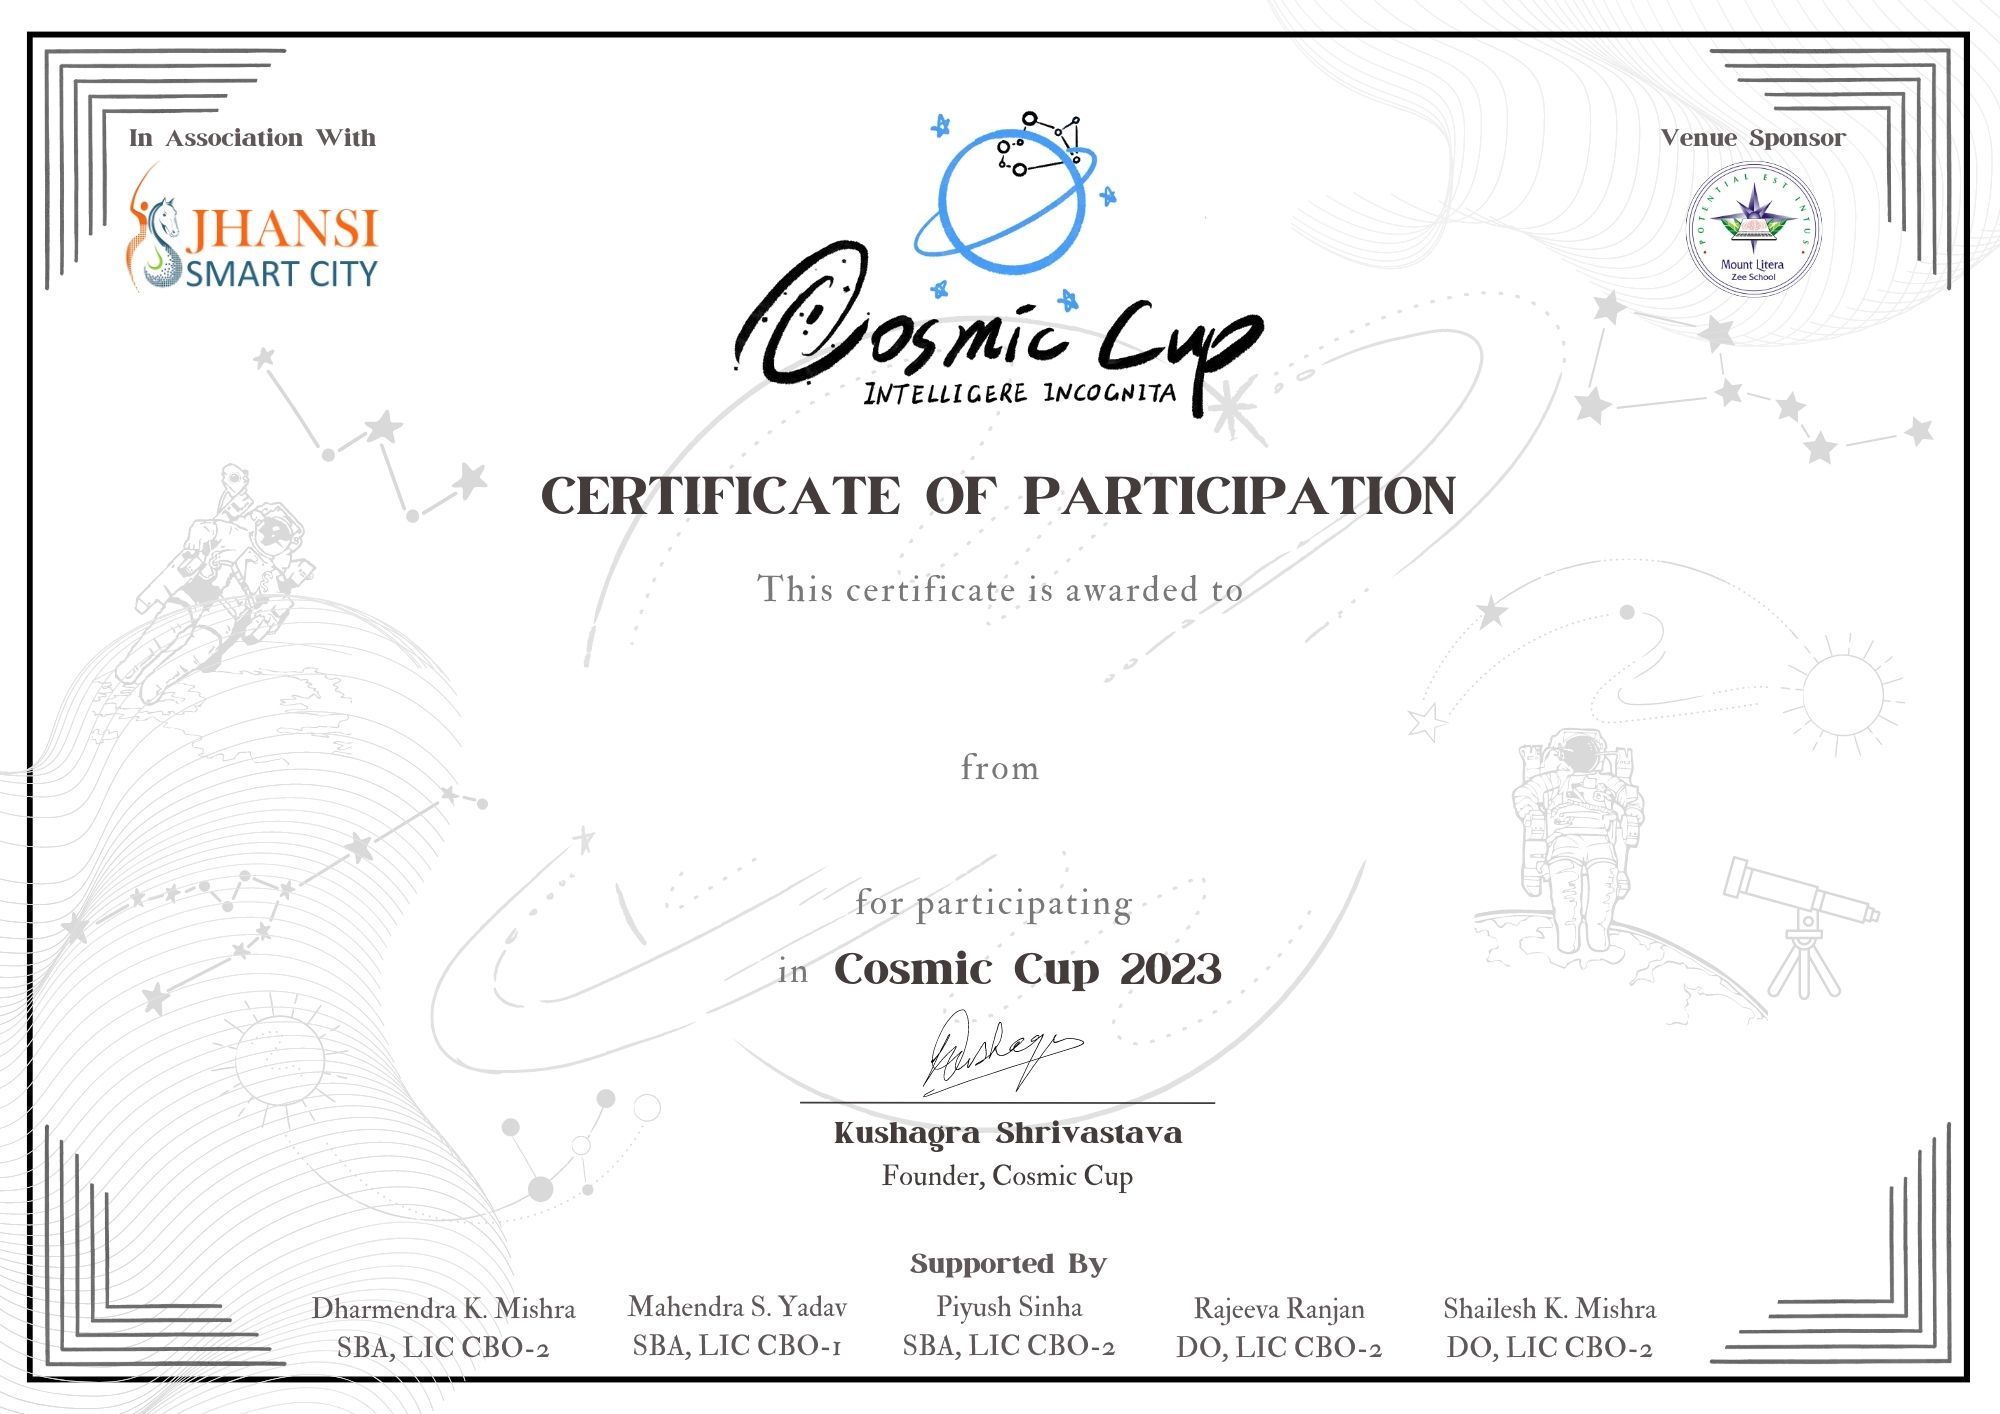 In Association With
JHANSI
SMART CITY
Venue Sponsor
POTENTIAL EST INTUS
Mount Litera
Zee School
Cosmic Cup
INTELLIGERE INCOGNITA
CERTIFICATE OF PARTICIPATION
This certificate is awarded to
from
for participating
in Cosmic Cup 2023
Kushagra
Kushagra Shrivastava
Founder, Cosmic Cup
Supported By
Dharmendra K. Mishra
SBA, LIC CBO-2
Mahendra S. Yadav
SBA, LIC CBO-1
Piyush Sinha
SBA, LIC CBO-2
Rajeeva Ranjan
DO, LIC CBO-2
Shailesh K. Mishra
DO, LIC CBO-2